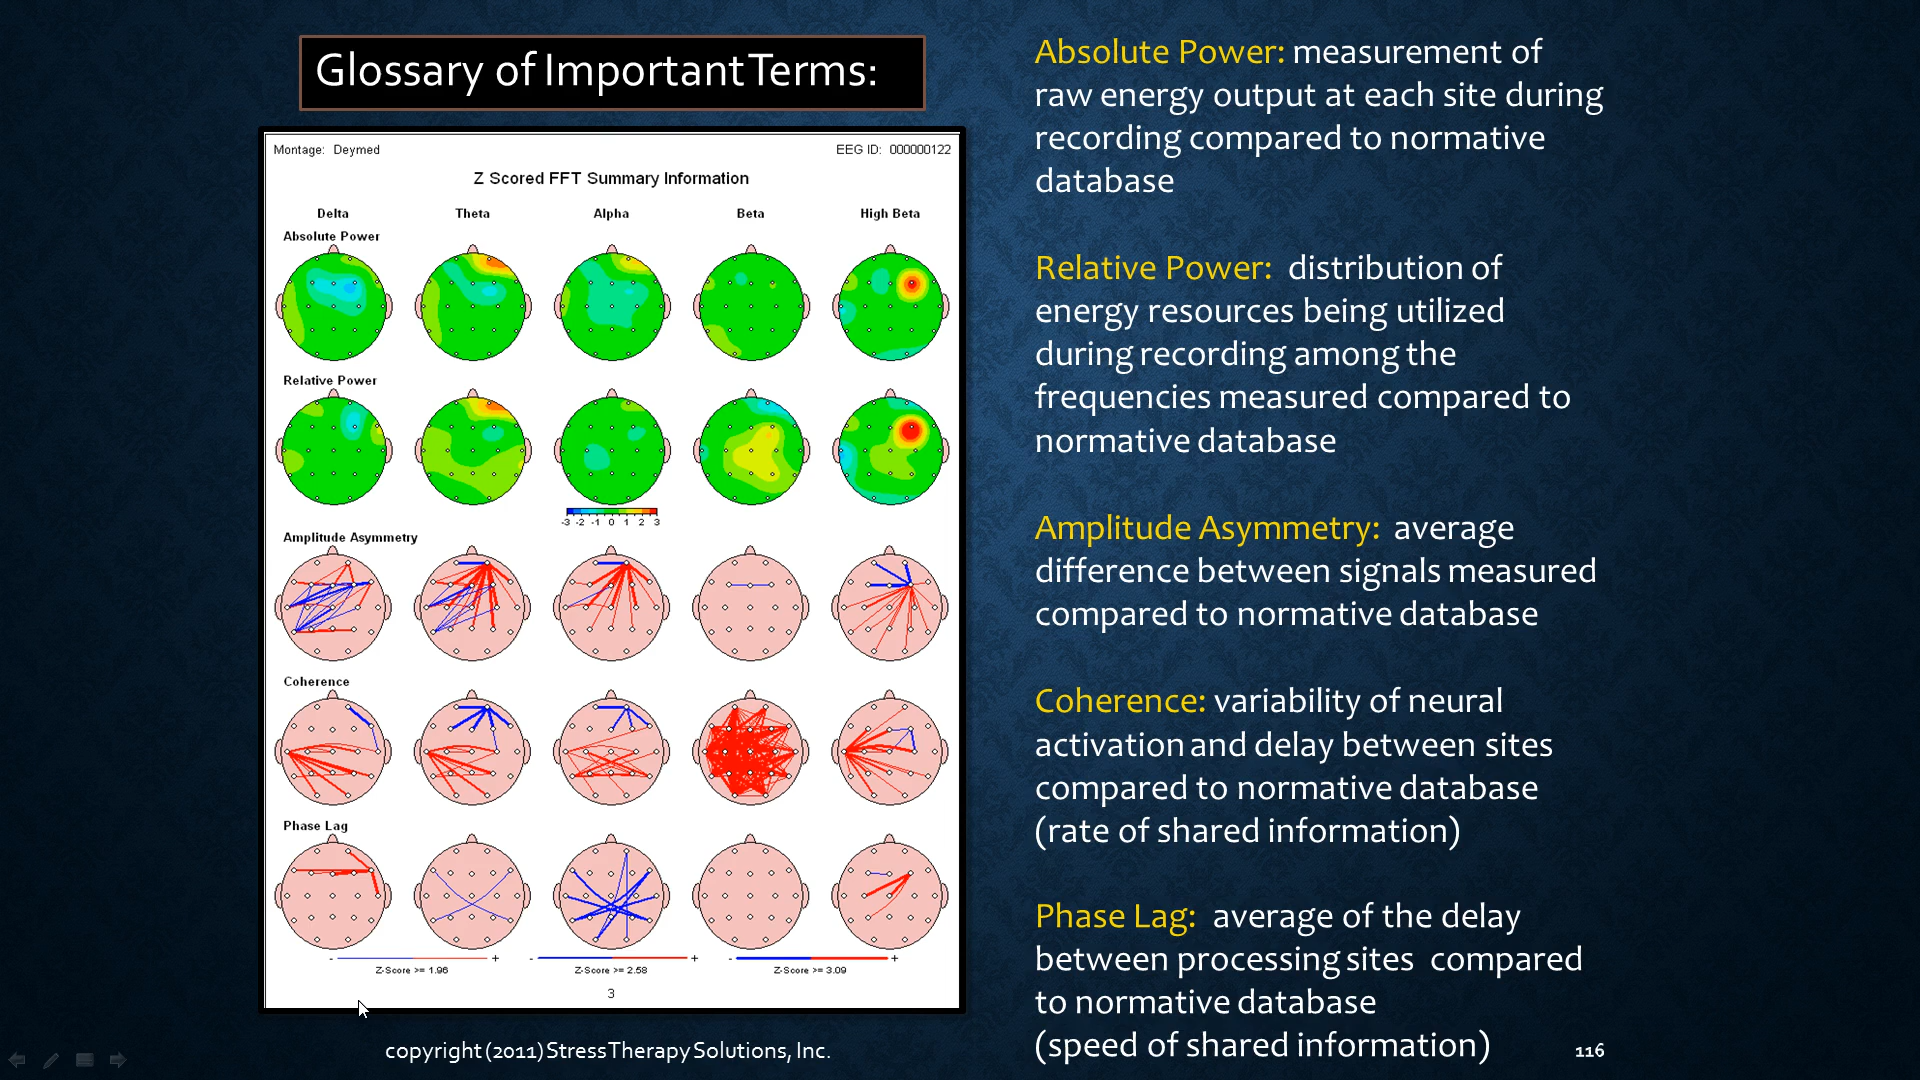 Glossary of Important Terms:
Montage: Deymed
EEG ID: 000000122
Z Scored FFT Summary Information
Delta
Theta
Alpha
Beta
High Beta
Absolute Power
Relative Power
-3 -2 -1 0 1 2 3
Amplitude Asymmetry
Coherence
Phase Lag
- +
Z-Score >= 1.96
- +
Z-Score >= 2.58
- +
Z-Score >= 3.09
3
copyright (2011) Stress Therapy Solutions, Inc.
Absolute Power: measurement of
raw energy output at each site during
recording compared to normative
database
Relative Power: distribution of
energy resources being utilized
during recording among the
frequencies measured compared to
normative database
Amplitude Asymmetry: average
difference between signals measured
compared to normative database
Coherence: variability of neural
activation and delay between sites
compared to normative database
(rate of shared information)
Phase Lag: average of the delay
between processing sites compared
to normative database
(speed of shared information)
116